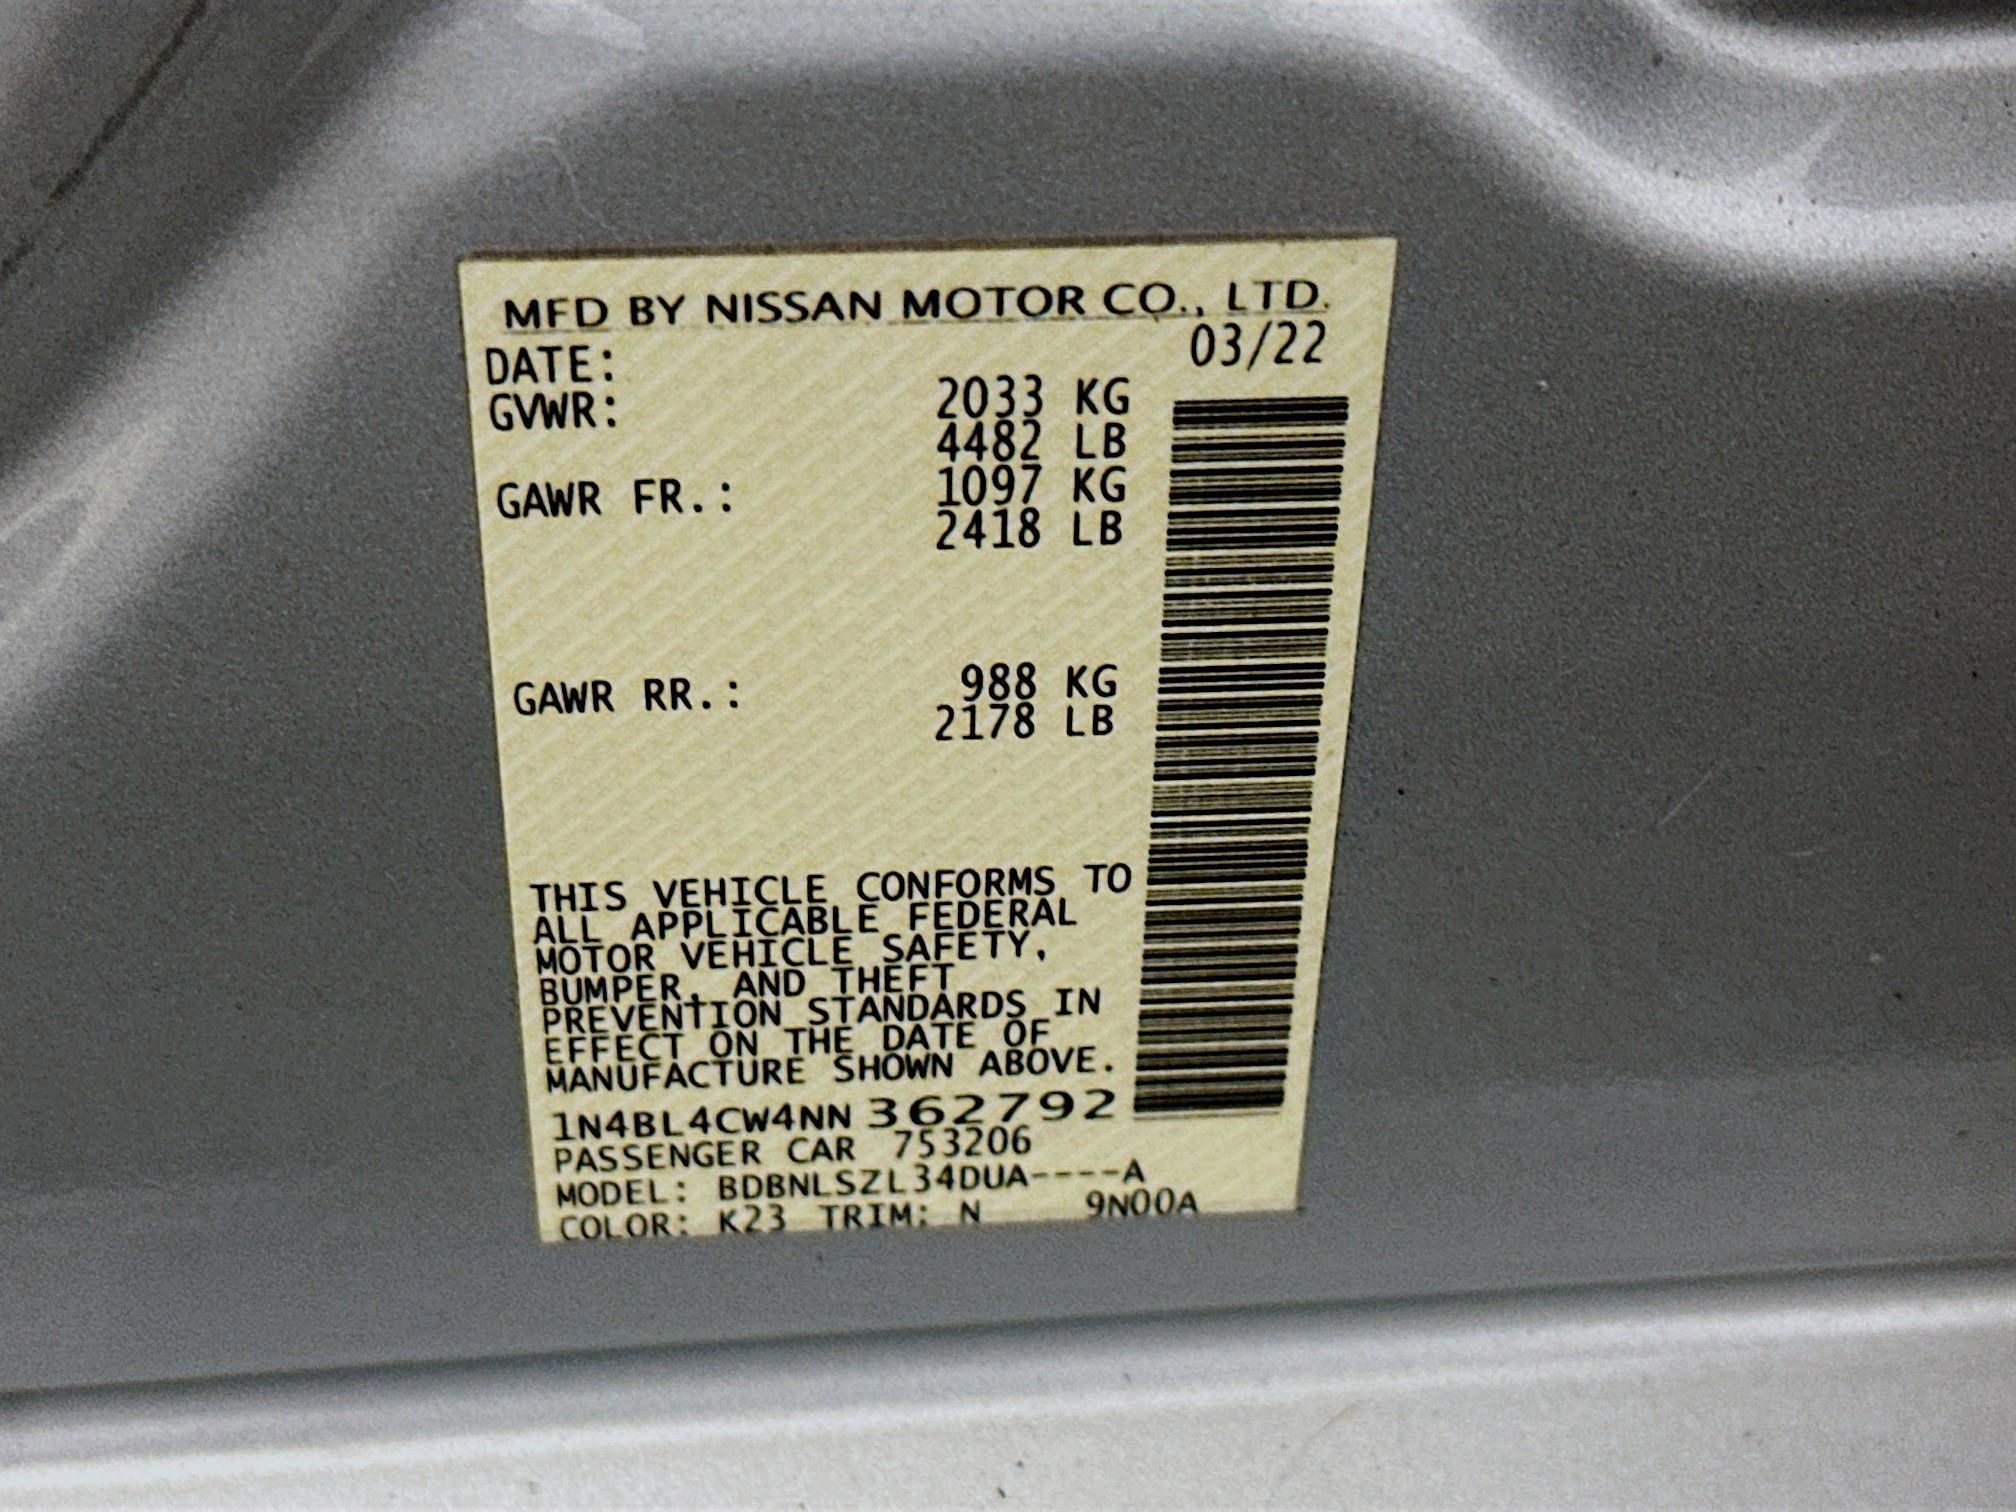 MFD BY NISSAN MOTOR CO., LTD.
DATE: 03/22
GVWR: 2033 KG
4482 LB
GAWR FR.: 1097 KG
2418 LB
GAWR RR.: 988 KG
2178 LB
THIS VEHICLE CONFORMS TO
ALL APPLICABLE FEDERAL
MOTOR VEHICLE SAFETY,
BUMPER, AND THEFT
PREVENTION STANDARDS IN
EFFECT ON THE DATE OF
MANUFACTURE SHOWN ABOVE.
1N4BL4CW4NN362792
PASSENGER CAR 753206
MODEL: BDBNLSZL34DUA----A
COLOR: K23 TRIM: N 9N00A